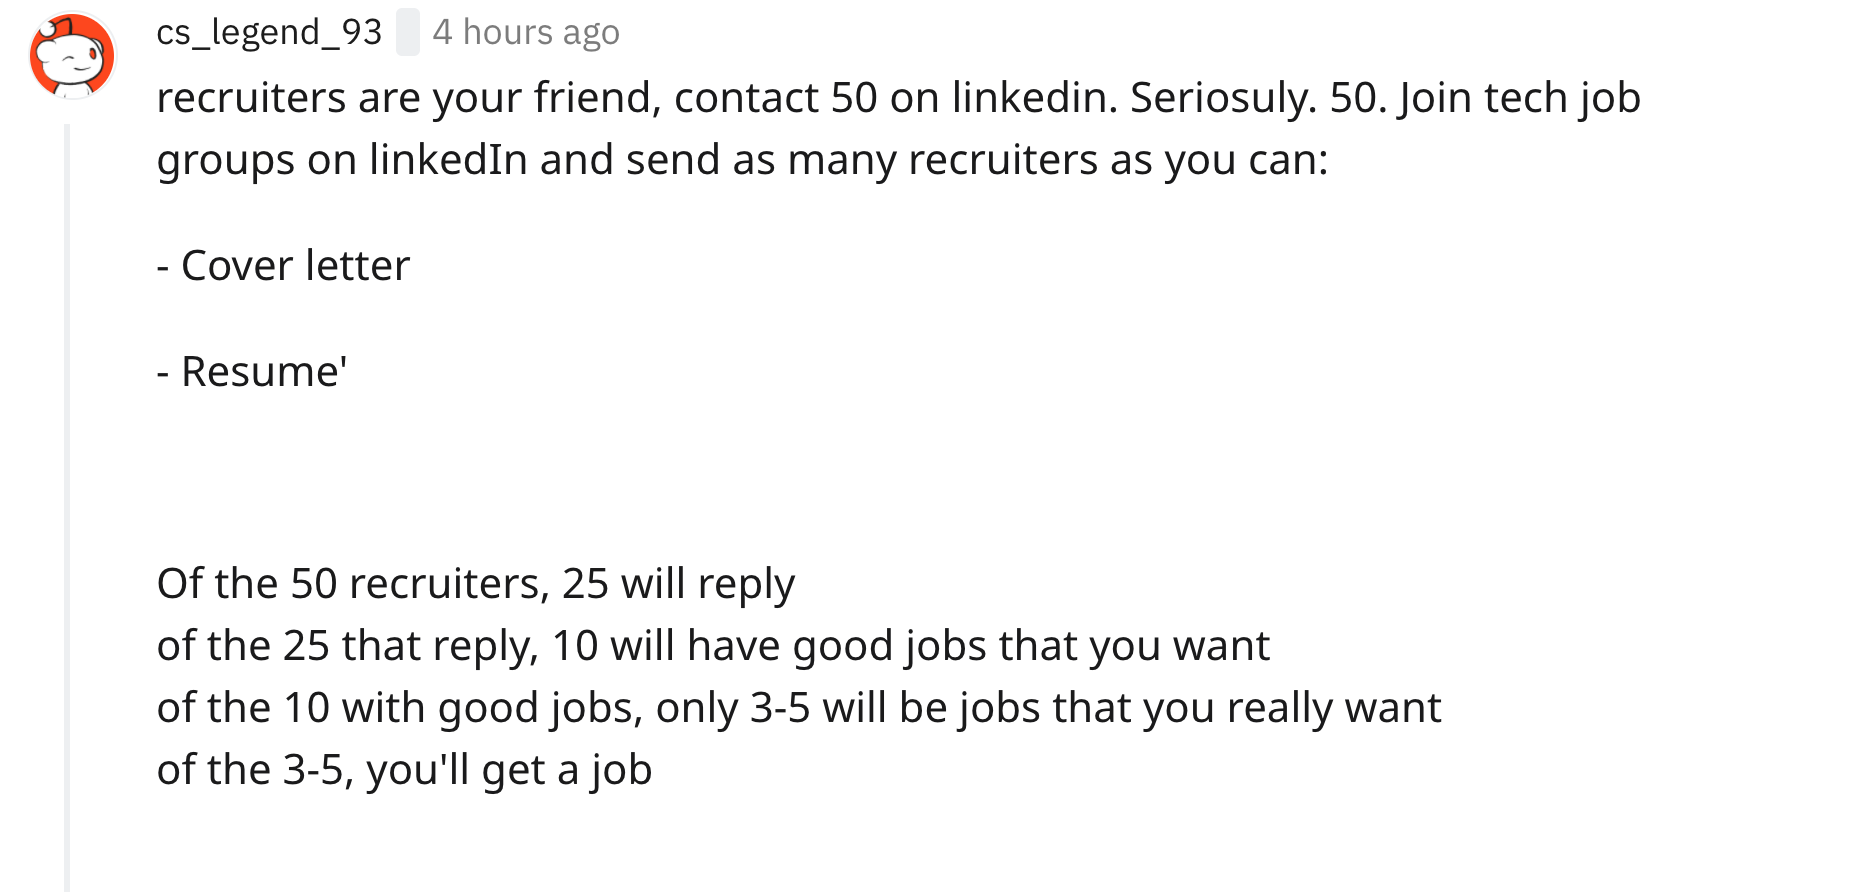 cs_legend_93 4 hours ago
recruiters are your friend, contact 50 on linkedin. Seriosuly. 50. Join tech job
groups on linkedIn and send as many recruiters as you can:
- Cover letter
- Resume'
Of the 50 recruiters, 25 will reply
of the 25 that reply, 10 will have good jobs that you want
of the 10 with good jobs, only 3-5 will be jobs that you really want
of the 3-5, you'll get a job